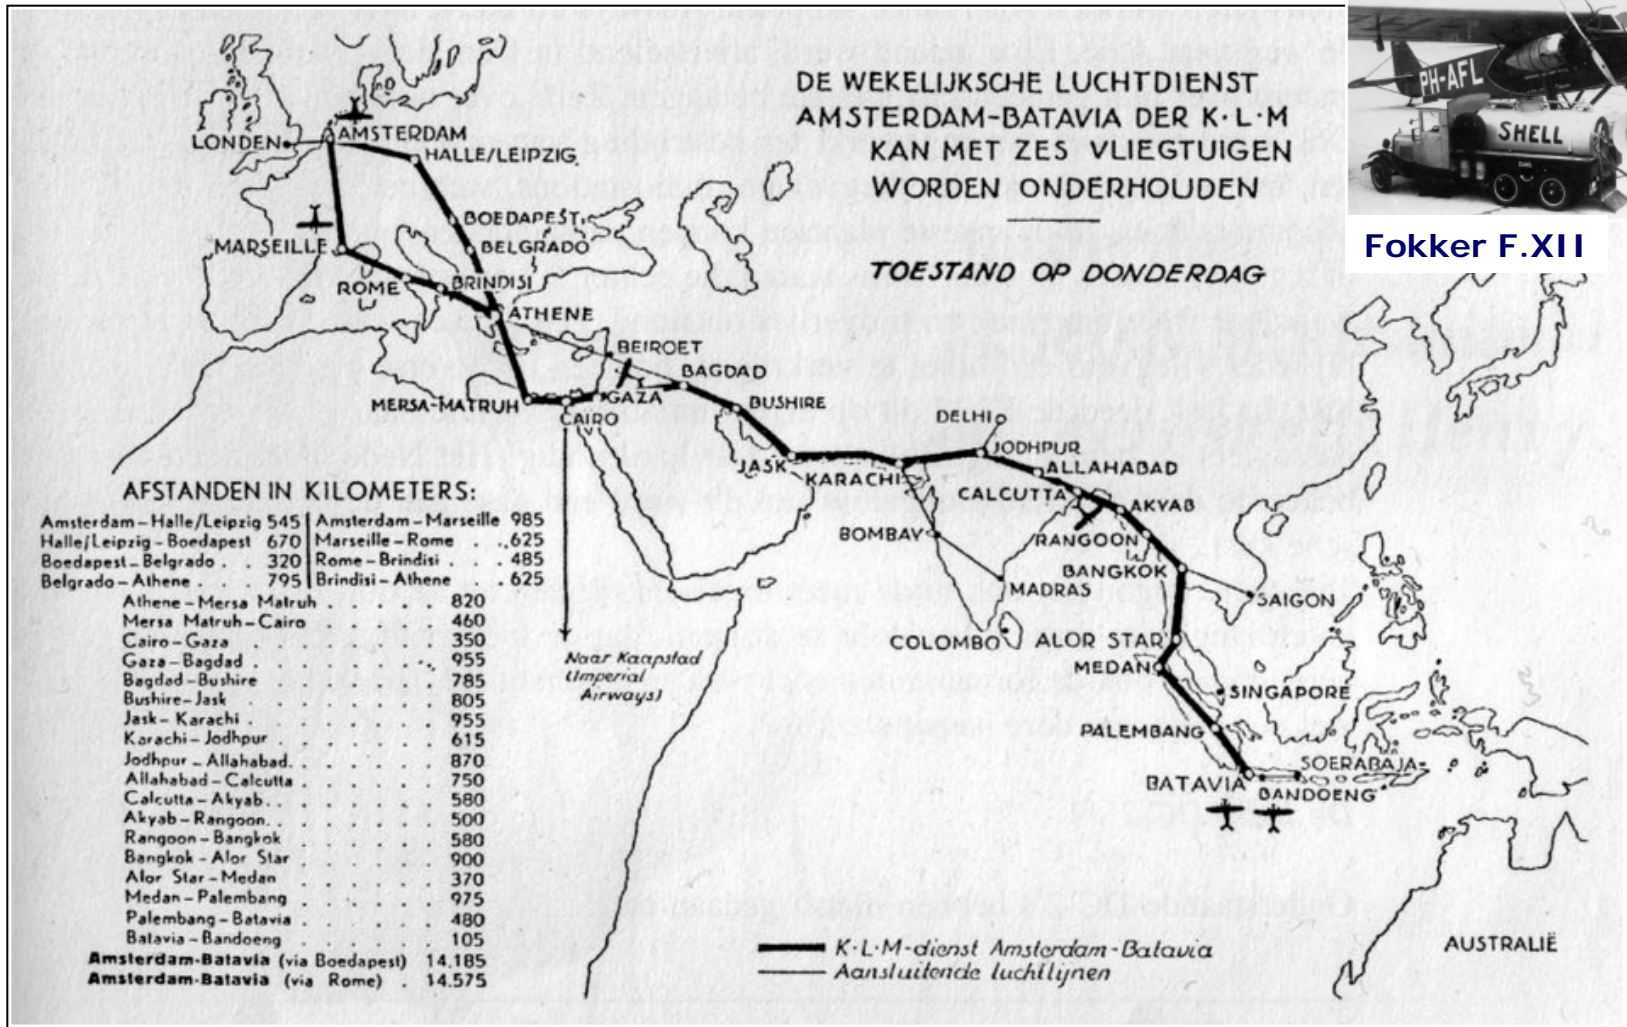 DE WEKELIJKSCHE LUCHTDIENST
AMSTERDAM-BATAVIA DER K·L·M
KAN MET ZES VLIEGTUIGEN
WORDEN ONDERHOUDEN
TOESTAND OP DONDERDAG
PH-AFL
SHELL
Fokker F.XII
LONDEN
AMSTERDAM
HALLE/LEIPZIG
BOEDAPEST
BELGRADO
MARSEILLE
ROME
BRINDISI
ATHENE
BEIROET
BAGDAD
GAZA
MERSA-MATRUH
CAIRO
BUSHIRE
JASK
KARACHI
DELHI
JODHPUR
ALLAHABAD
CALCUTTA
AKYAB
BOMBAY
RANGOON
BANGKOK
MADRAS
SAIGON
COLOMBO
ALOR STAR
MEDAN
SINGAPORE
PALEMBANG
SOERABAJA
BATAVIA
BANDOENG
AUSTRALIË
Naar Kaapstad
(Imperial
Airways)
AFSTANDEN IN KILOMETERS:
Amsterdam-Halle/Leipzig 545 Amsterdam-Marseille 985
Halle/Leipzig-Boedapest 670 Marseille-Rome . . 625
Boedapest-Belgrado . . 320 Rome-Brindisi . . . 485
Belgrado-Athene . . . 795 Brindisi-Athene . . 625
Athene-Mersa Matruh . . . . . . 820
Mersa Matruh-Cairo . . . . . . 460
Cairo-Gaza . . . . . . . . 350
Gaza-Bagdad . . . . . . . . 955
Bagdad-Bushire . . . . . . . 785
Bushire-Jask . . . . . . . 805
Jask-Karachi . . . . . . . . 955
Karachi-Jodhpur . . . . . . . 615
Jodhpur-Allahabad. . . . . . . 870
Allahabad-Calcutta . . . . . . 750
Calcutta-Akyab. . . . . . . . 580
Akyab-Rangoon. . . . . . . . 500
Rangoon-Bangkok . . . . . . . 580
Bangkok-Alor Star . . . . . . 900
Alor Star-Medan . . . . . . . 370
Medan-Palembang . . . . . . . 975
Palembang-Batavia . . . . . . 480
Batavia-Bandoeng . . . . . . 105
Amsterdam-Batavia (via Boedapest) 14.185
Amsterdam-Batavia (via Rome) . 14.575
K·L·M-dienst Amsterdam-Batavia
Aansluitende luchtlijnen